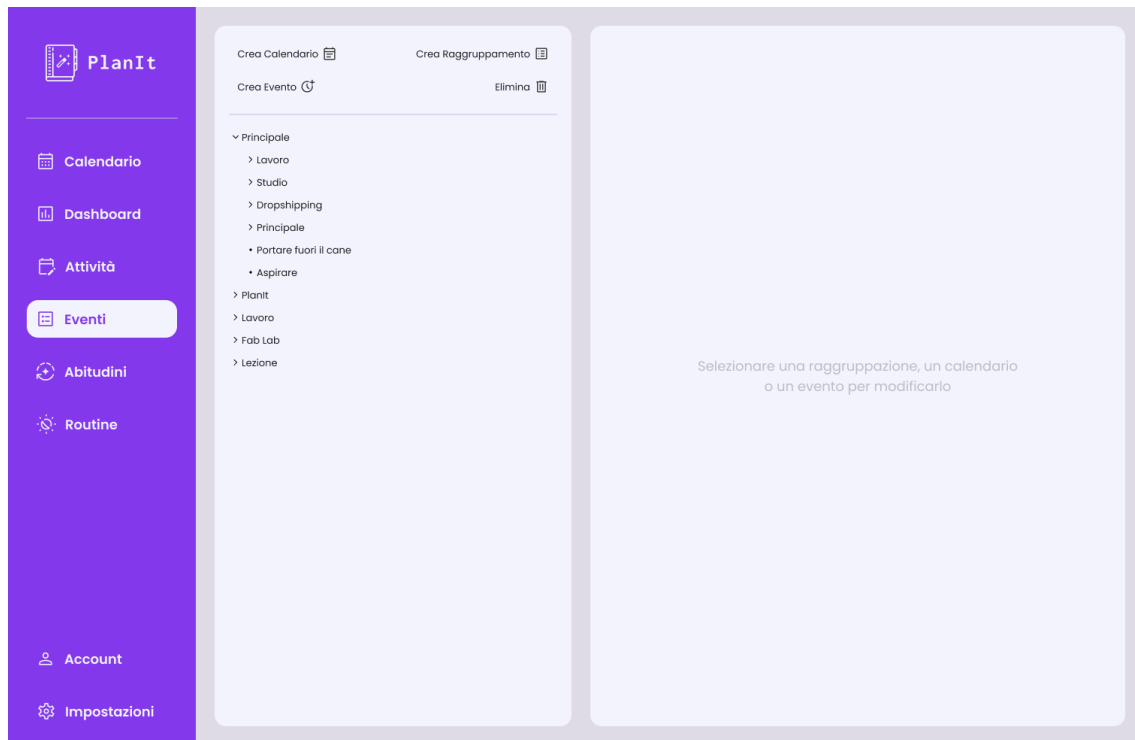 PlanIt
Calendario
Dashboard
Attività
Eventi
Abitudini
Routine
Account
Impostazioni
Crea Calendario
Crea Raggruppamento
Crea Evento
Elimina
Principale
Lavoro
Studio
Dropshipping
Principale
• Portare fuori il cane
• Aspirare
PlanIt
Lavoro
Fab Lab
Lezione
Selezionare una raggruppazione, un calendario
o un evento per modificarlo